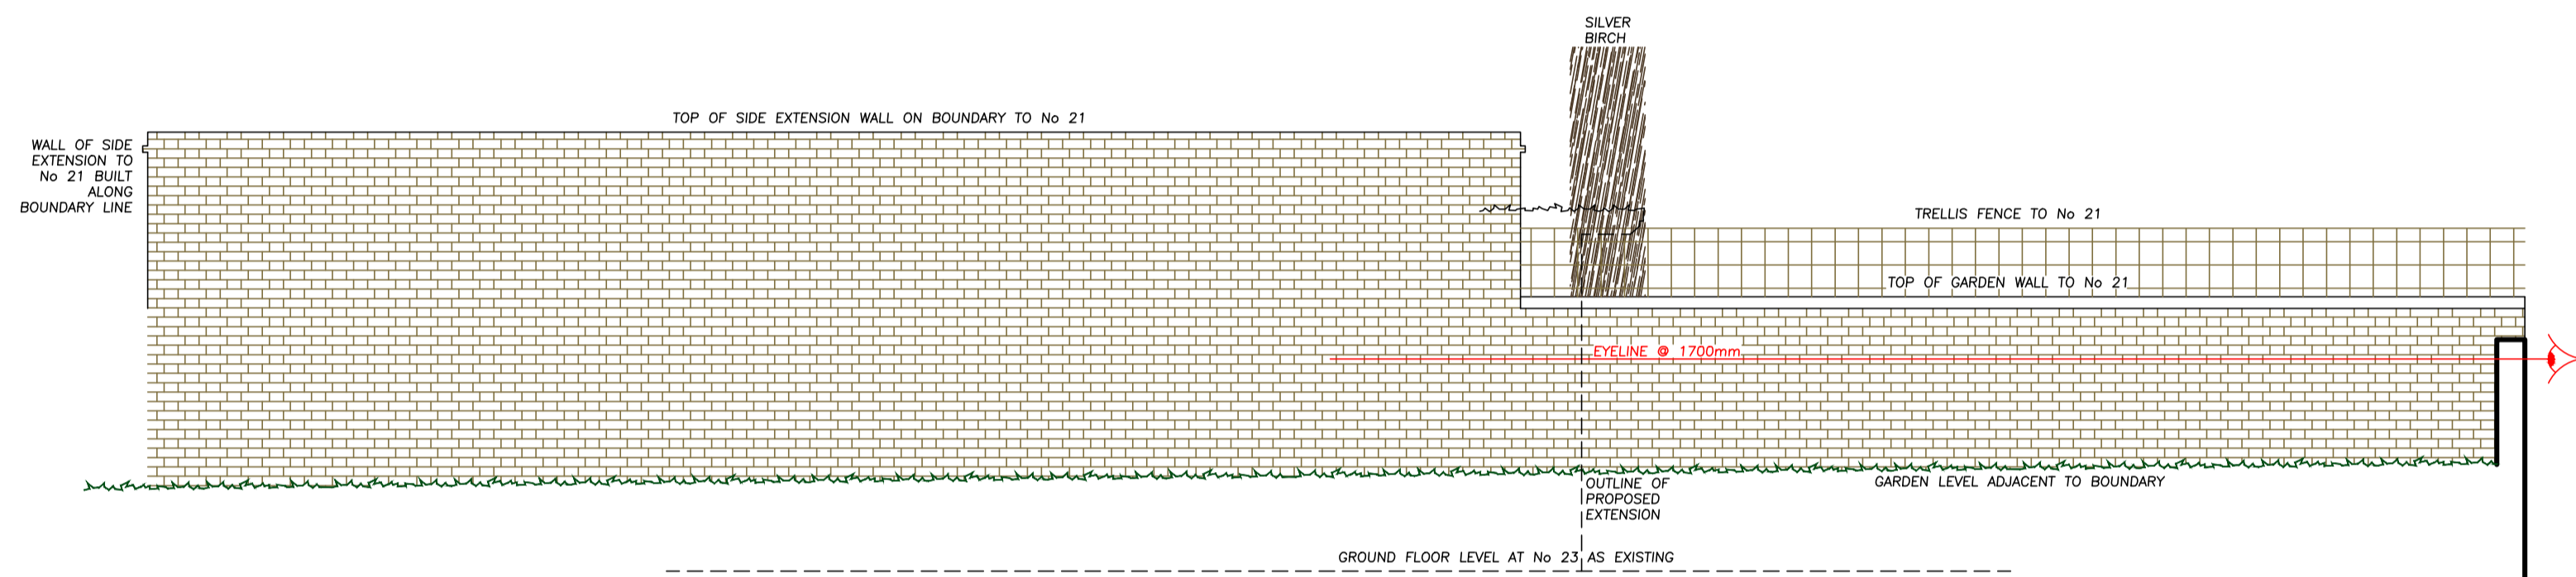 SILVER
BIRCH
TOP OF SIDE EXTENSION WALL ON BOUNDARY TO No 21
WALL OF SIDE
EXTENSION TO
No 21 BUILT
ALONG
BOUNDARY LINE
TRELLIS FENCE TO No 21
TOP OF GARDEN WALL TO No 21
EYELINE @ 1700mm
OUTLINE OF
PROPOSED
EXTENSION
GARDEN LEVEL ADJACENT TO BOUNDARY
GROUND FLOOR LEVEL AT No 23 AS EXISTING